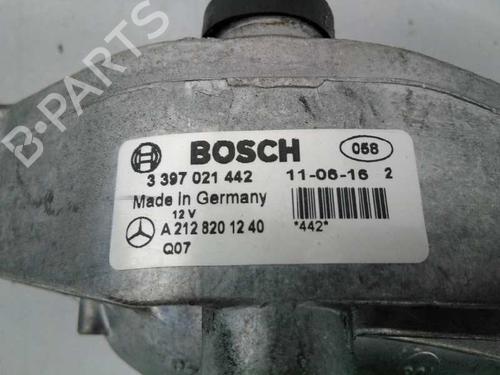 BOSCH 058
3 397 021 442 11-06-16 2
Made in Germany
12 V
A 212 820 12 40 *442*
Q07
B-PARTS